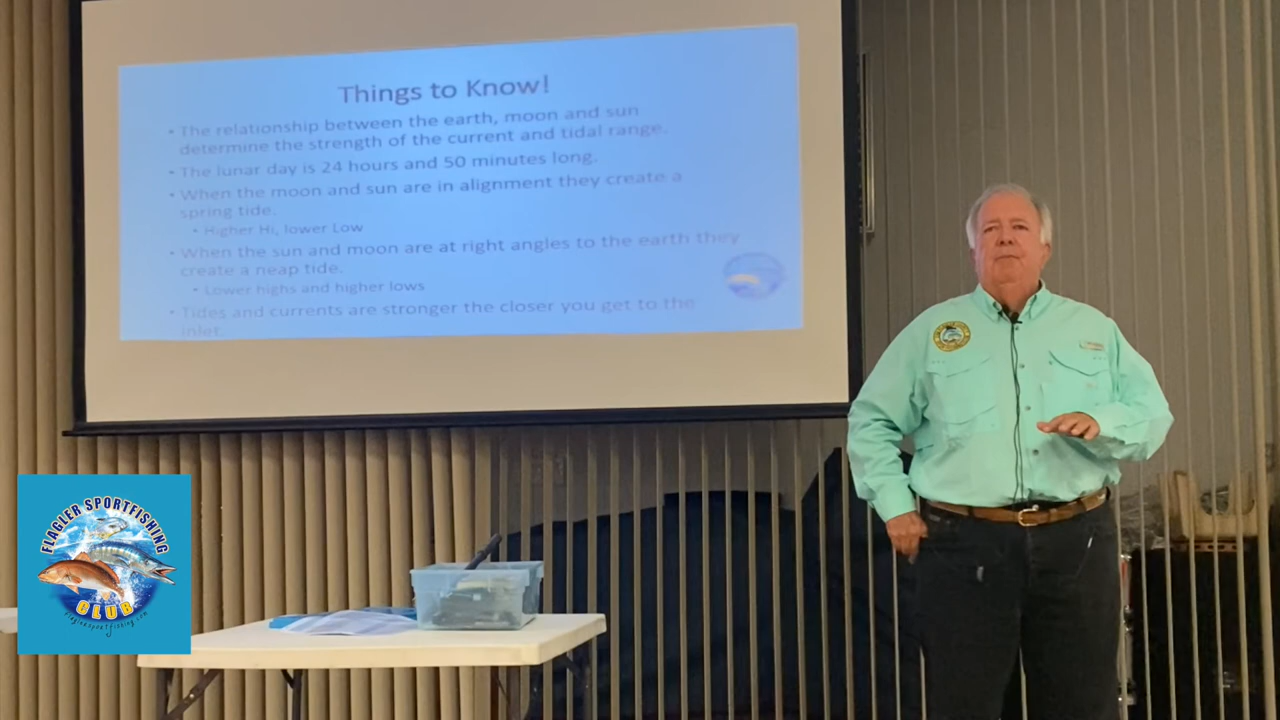 Things to Know!
• The relationship between the earth, moon and sun
determine the strength of the current and tidal range.
• The lunar day is 24 hours and 50 minutes long.
• When the moon and sun are in alignment they create a
spring tide.
• Higher Hi, lower Low
• When the sun and moon are at right angles to the earth they
create a neap tide.
• Lower highs and higher lows
• Tides and currents are stronger the closer you get to the
inlet.
FLAGLER SPORTFISHING
CLUB
flaglersportfishing.com